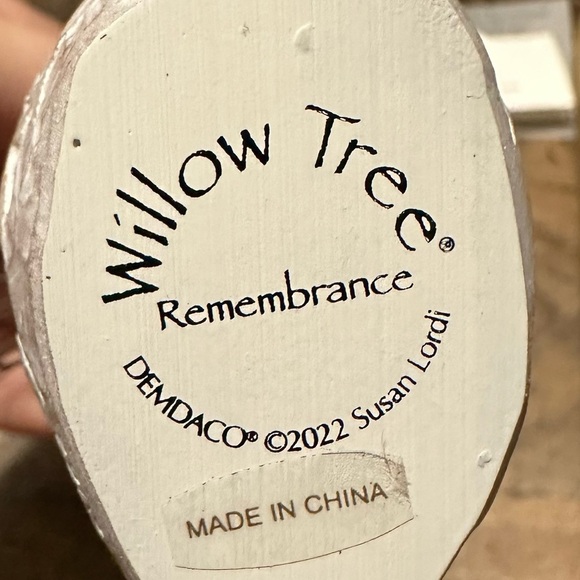 Willow Tree®
Remembrance
DEMDACO® ©2022 Susan Lordi
MADE IN CHINA